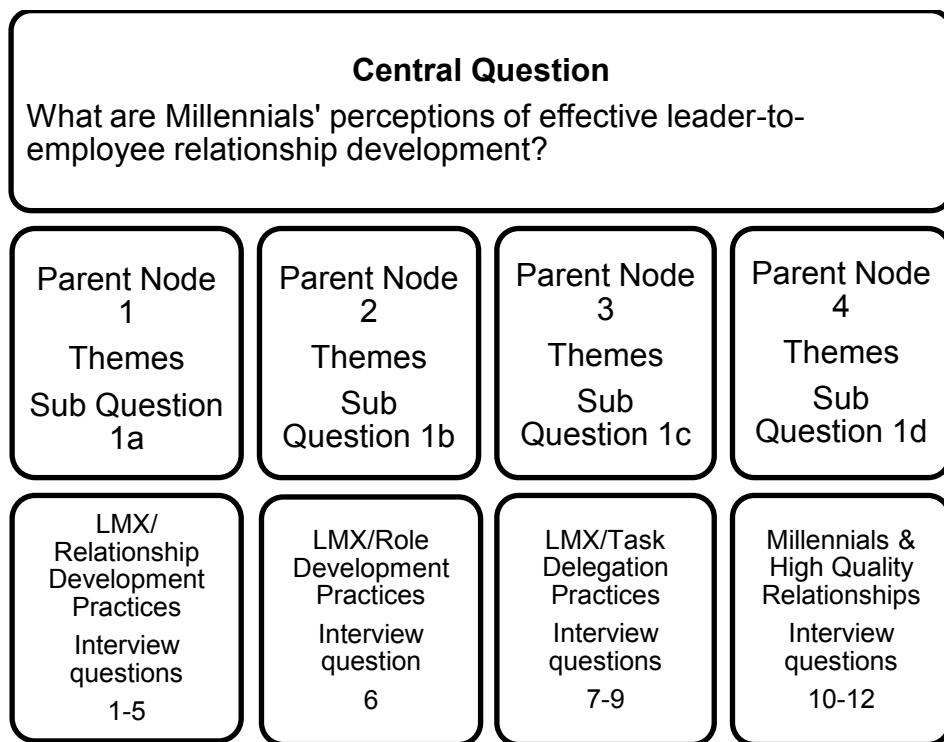 Central Question
What are Millennials' perceptions of effective leader-to-
employee relationship development?
Parent Node
1
Themes
Sub Question
1a
Parent Node
2
Themes
Sub
Question 1b
Parent Node
3
Themes
Sub
Question 1c
Parent Node
4
Themes
Sub
Question 1d
LMX/
Relationship
Development
Practices
Interview
questions
1-5
LMX/Role
Development
Practices
Interview
question
6
LMX/Task
Delegation
Practices
Interview
questions
7-9
Millennials &
High Quality
Relationships
Interview
questions
10-12